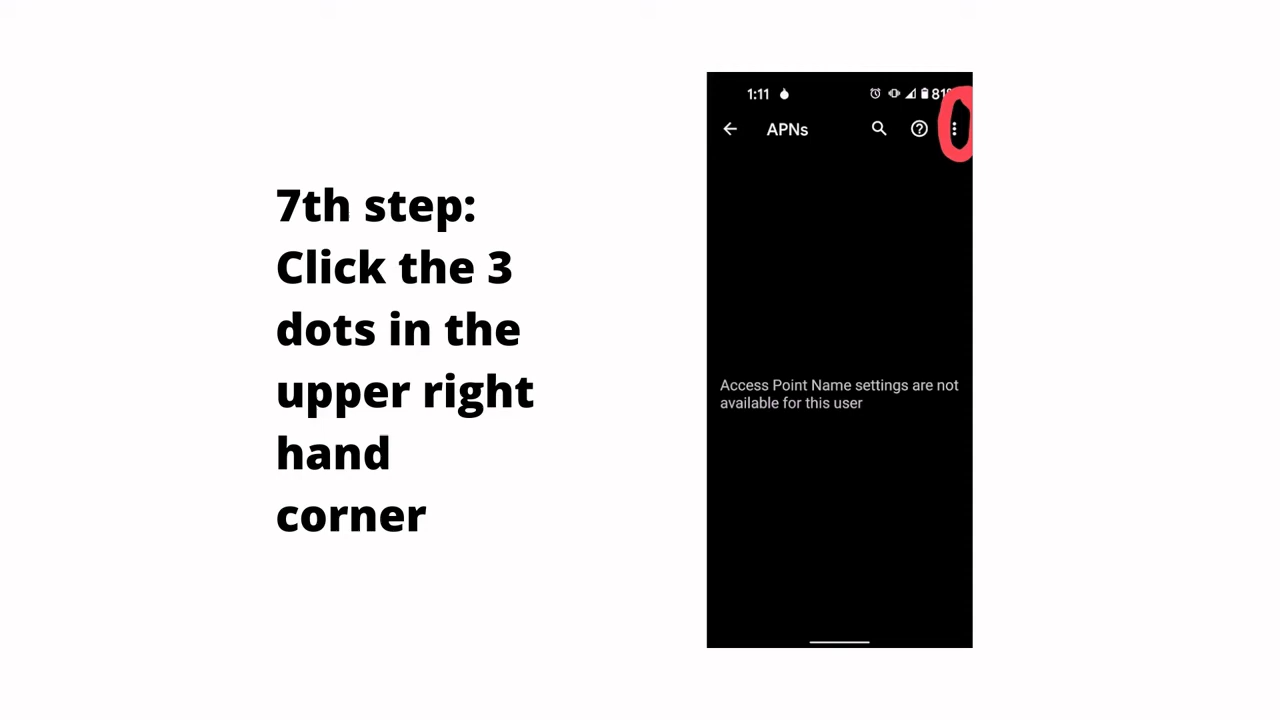 7th step:
Click the 3
dots in the
upper right
hand
corner
1:11
APNs
Access Point Name settings are not
available for this user